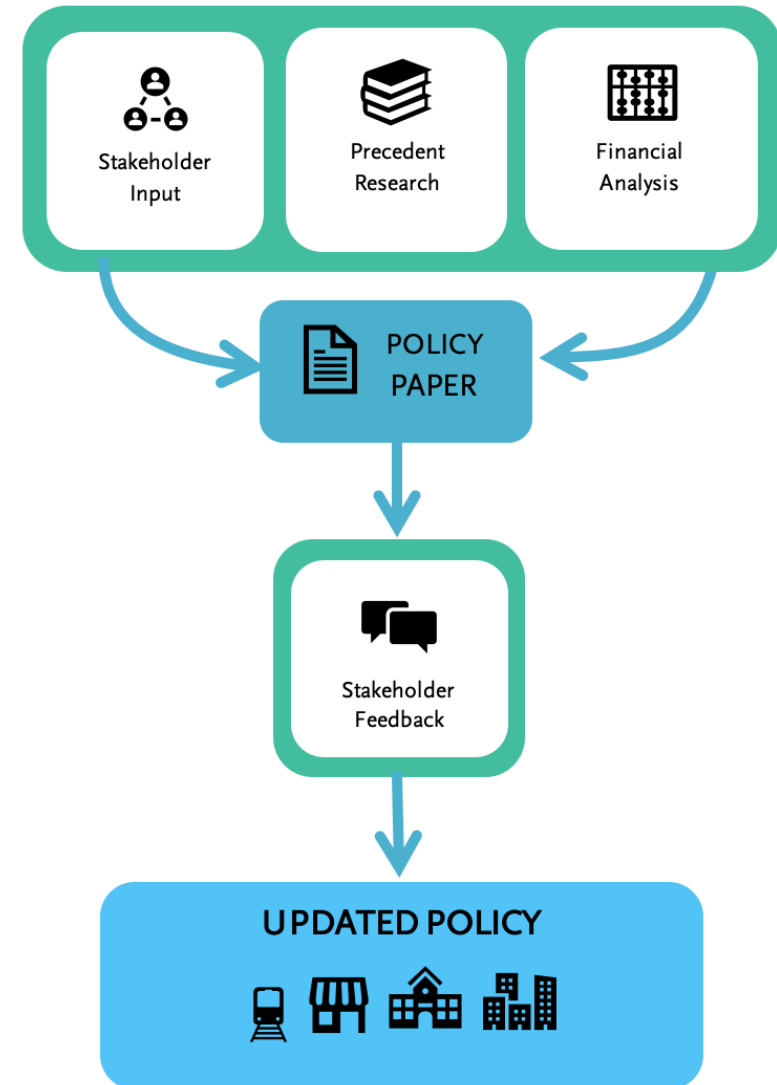 Stakeholder
Input
Precedent
Research
Financial
Analysis
POLICY
PAPER
Stakeholder
Feedback
UPDATED POLICY